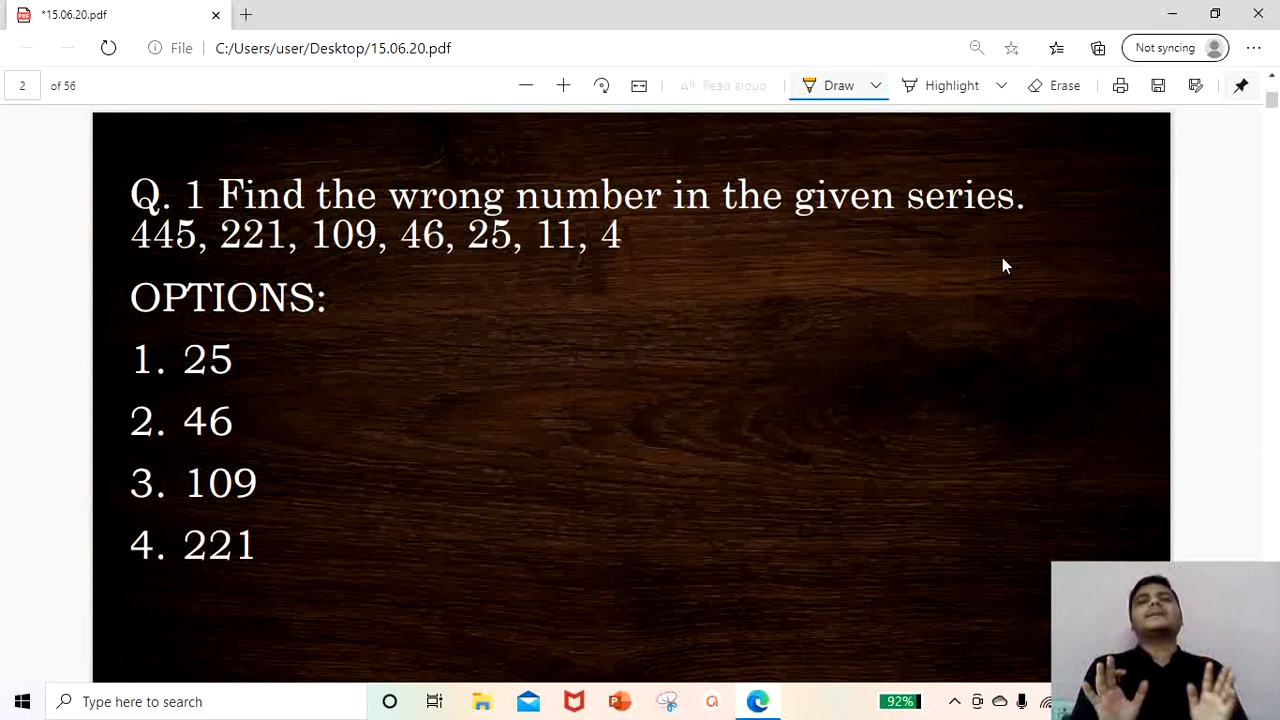 *15.06.20.pdf
File C:/Users/user/Desktop/15.06.20.pdf
Not syncing
2 of 56
Read aloud
Draw
Highlight
Erase
Q. 1 Find the wrong number in the given series.
445, 221, 109, 46, 25, 11, 4
OPTIONS:
1. 25
2. 46
3. 109
4. 221
Type here to search
92%